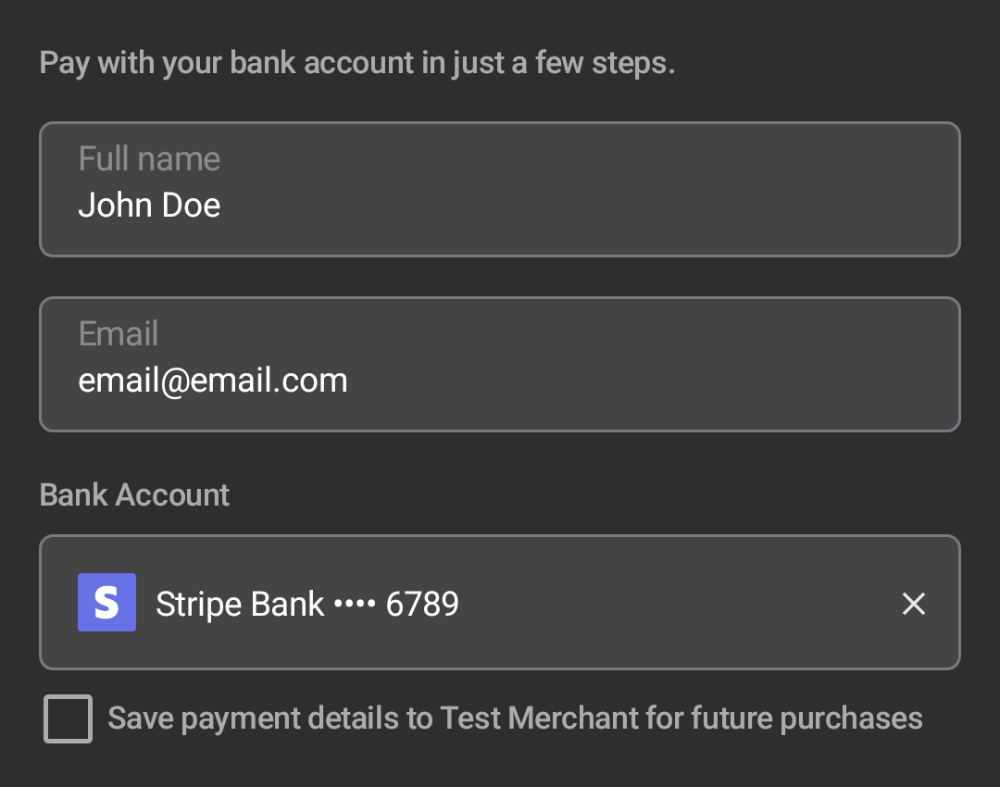 Pay with your bank account in just a few steps.
Full name
John Doe
Email
email@email.com
Bank Account
S Stripe Bank •••• 6789
Save payment details to Test Merchant for future purchases